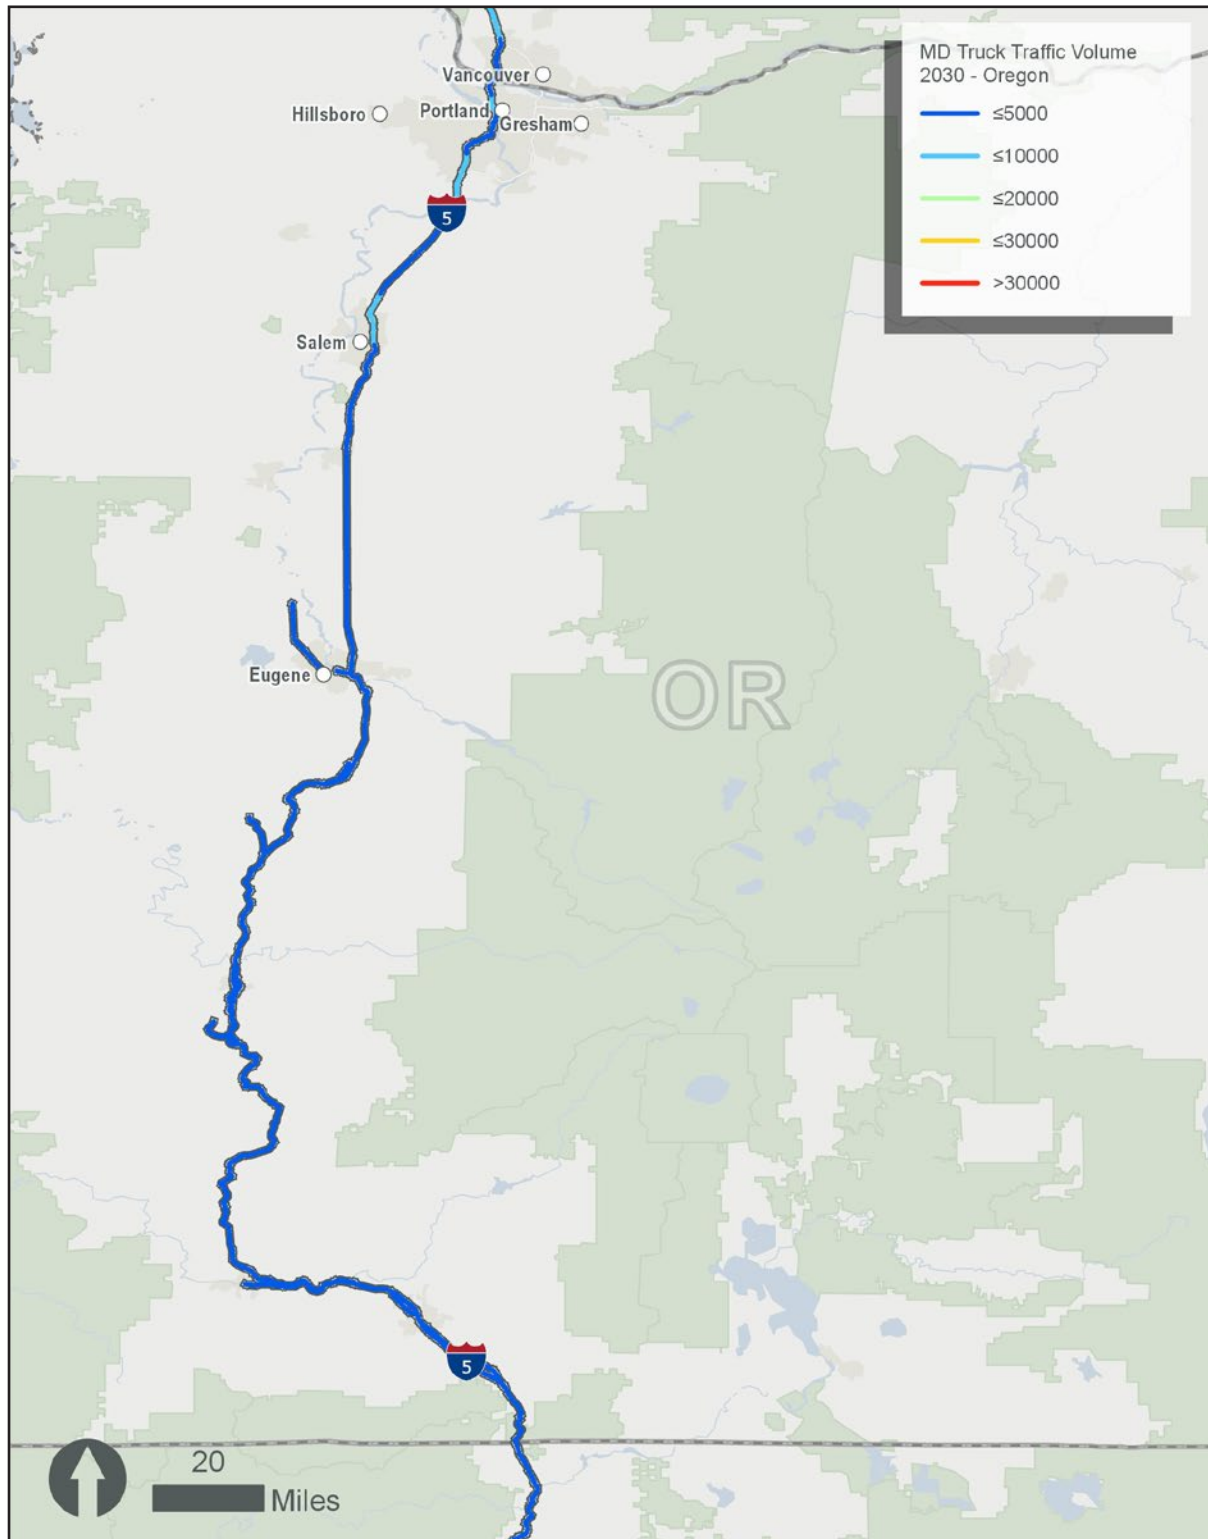 MD Truck Traffic Volume
2030 - Oregon
≤5000
≤10000
≤20000
≤30000
>30000
Vancouver
Hillsboro
Portland
Gresham
5
Salem
Eugene
OR
5
20
Miles